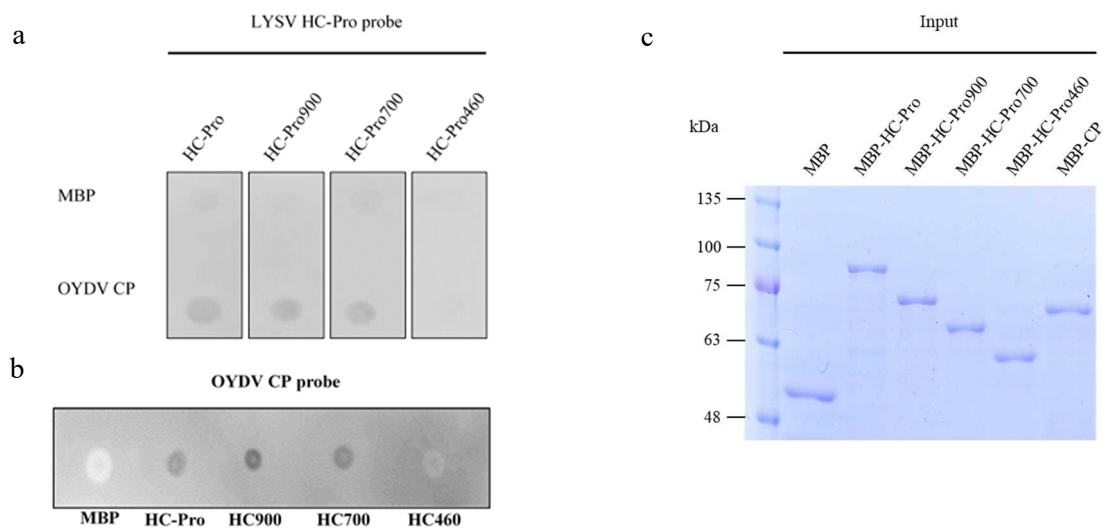 a
LYSV HC-Pro probe
HC-Pro
HC-Pro900
HC-Pro700
HC-Pro460
MBP
OYDV CP
b
OYDV CP probe
MBP HC-Pro HC900 HC700 HC460
c
Input
kDa
MBP
MBP-HC-Pro
MBP-HC-Pro900
MBP-HC-Pro700
MBP-HC-Pro460
MBP-CP
135
100
75
63
48